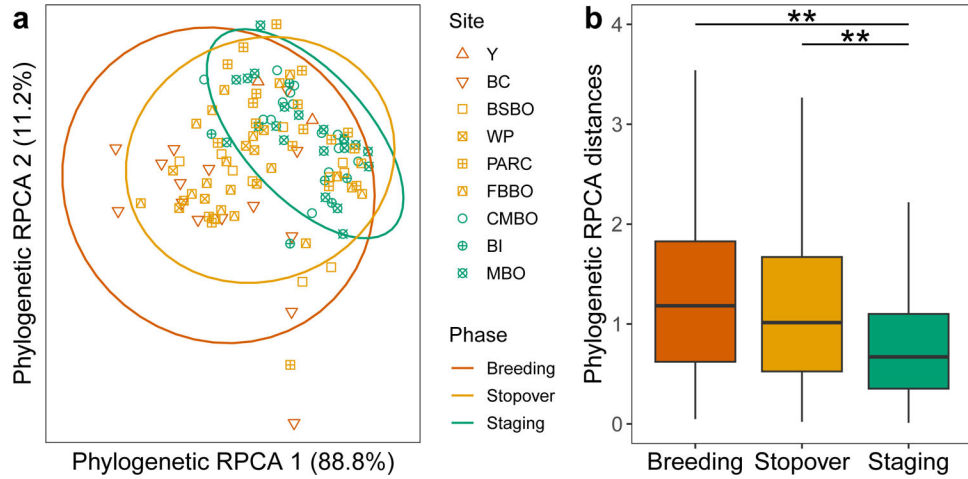 a
Phylogenetic RPCA 2 (11.2%)
Phylogenetic RPCA 1 (88.8%)
Site
Y
BC
BSBO
WP
PARC
FBBO
CMBO
BI
MBO
Phase
Breeding
Stopover
Staging
b
Phylogenetic RPCA distances
4
3
2
1
0
**
**
Breeding Stopover Staging